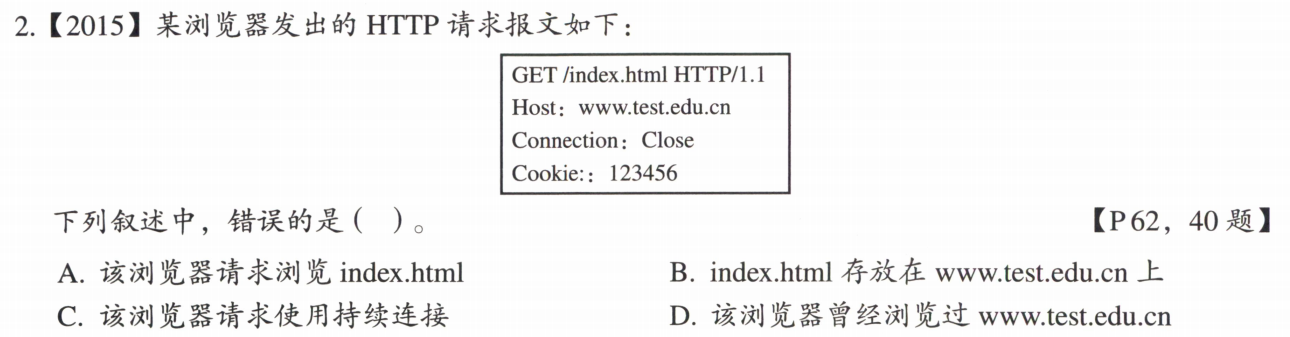 2.【2015】某浏览器发出的 HTTP 请求报文如下：
GET /index.html HTTP/1.1
Host：www.test.edu.cn
Connection：Close
Cookie:：123456
下列叙述中，错误的是（ ）。 【P 62，40 题】
A. 该浏览器请求浏览 index.html B. index.html 存放在 www.test.edu.cn 上
C. 该浏览器请求使用持续连接 D. 该浏览器曾经浏览过 www.test.edu.cn